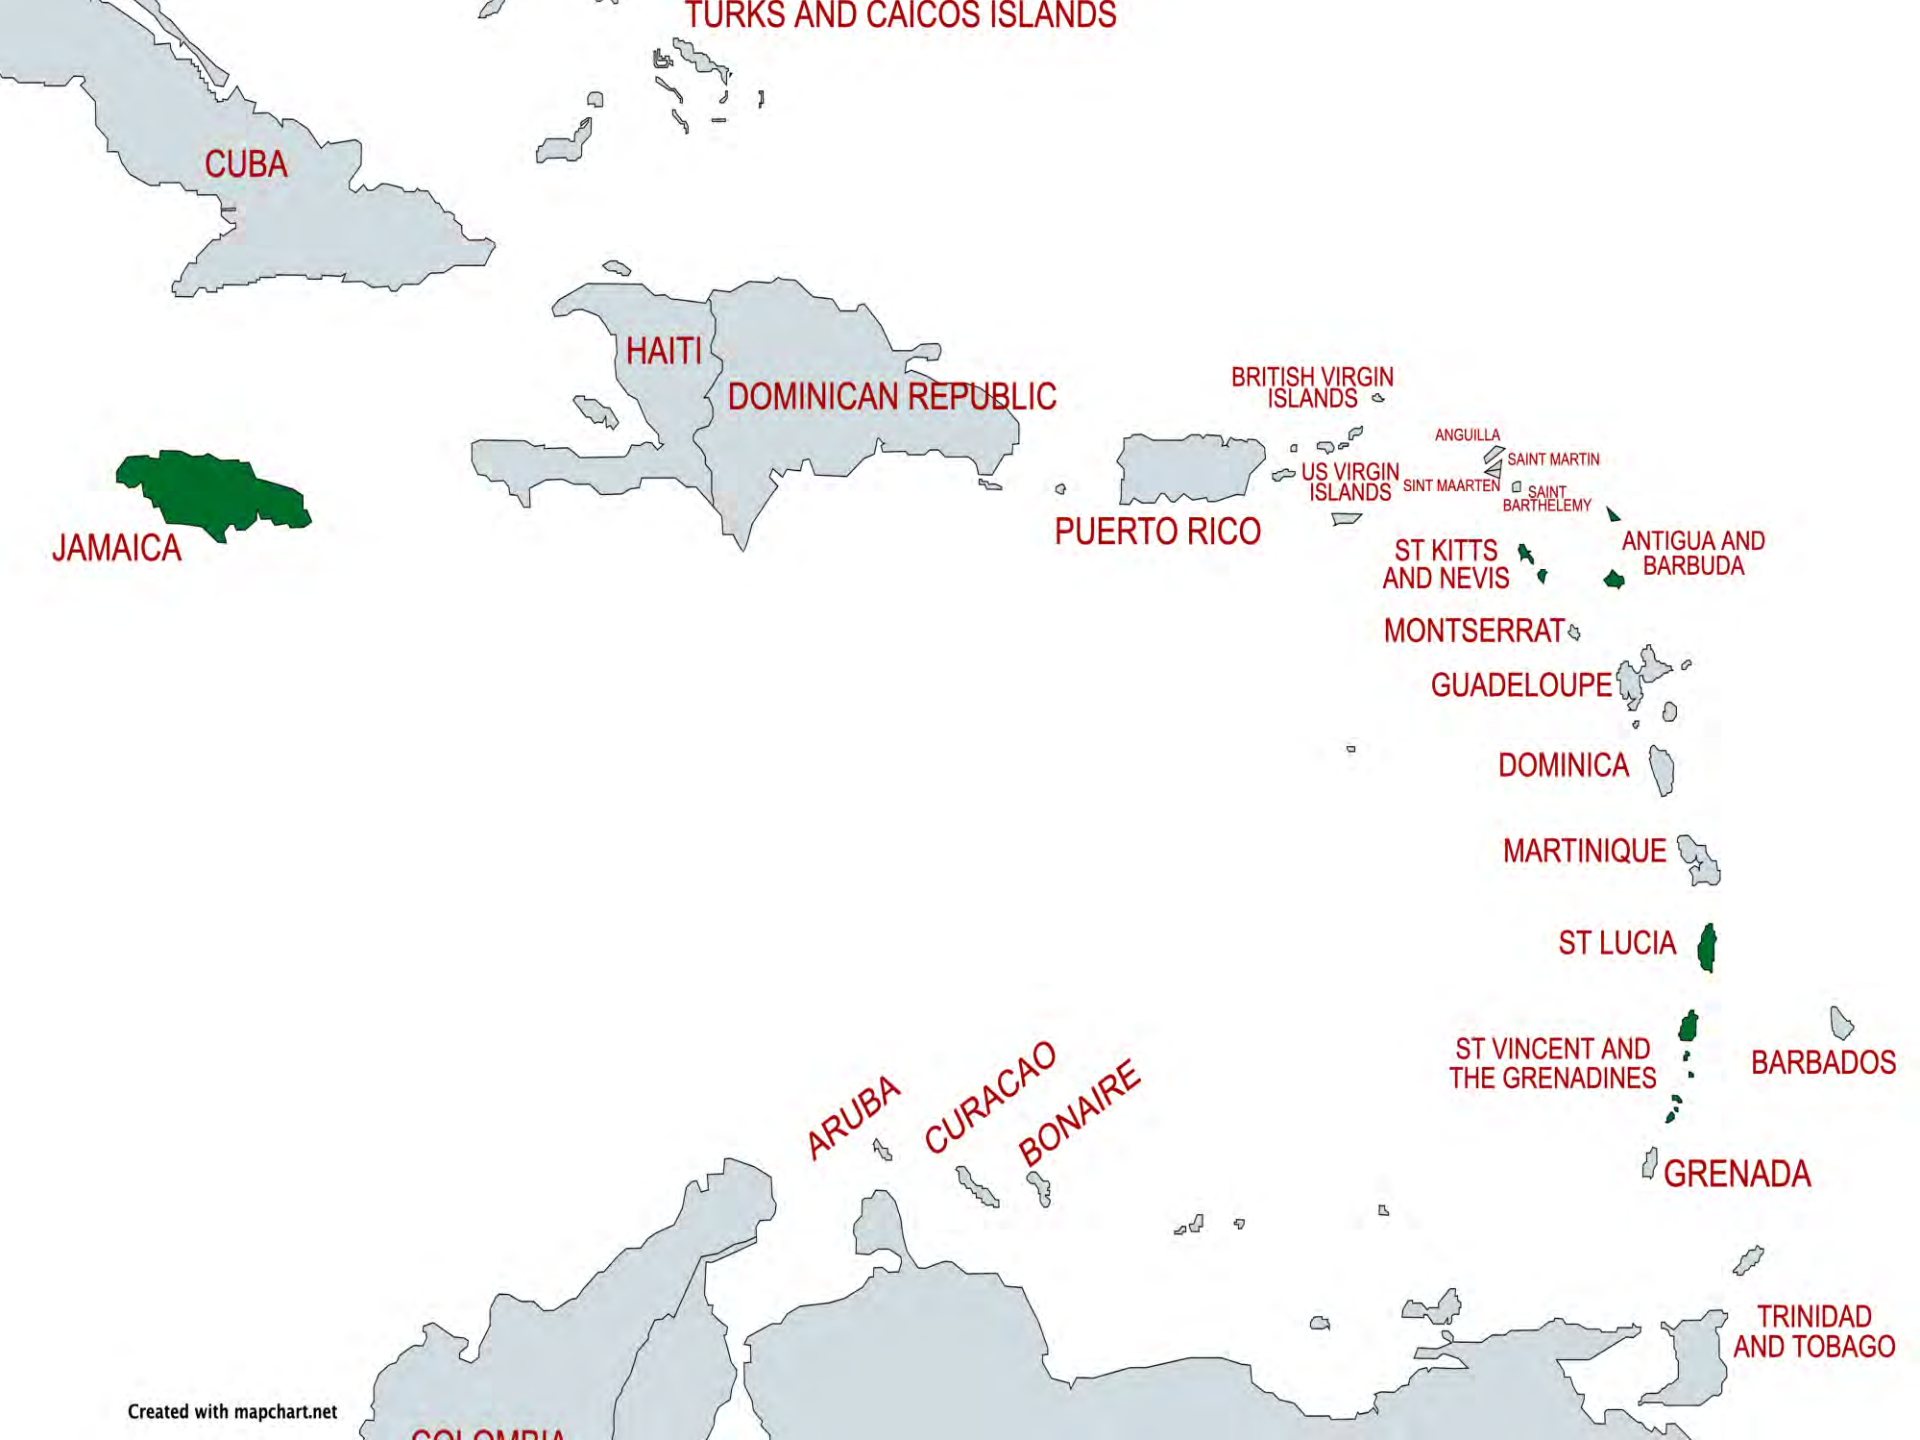 TURKS AND CAICOS ISLANDS
CUBA
HAITI
DOMINICAN REPUBLIC
BRITISH VIRGIN
ISLANDS
ANGUILLA
SAINT MARTIN
US VIRGIN
ISLANDS
SINT MAARTEN
SAINT
BARTHELEMY
PUERTO RICO
JAMAICA
ST KITTS
AND NEVIS
ANTIGUA AND
BARBUDA
MONTSERRAT
GUADELOUPE
DOMINICA
MARTINIQUE
ST LUCIA
ST VINCENT AND
THE GRENADINES
BARBADOS
ARUBA
CURACAO
BONAIRE
GRENADA
TRINIDAD
AND TOBAGO
Created with mapchart.net
COLOMBIA